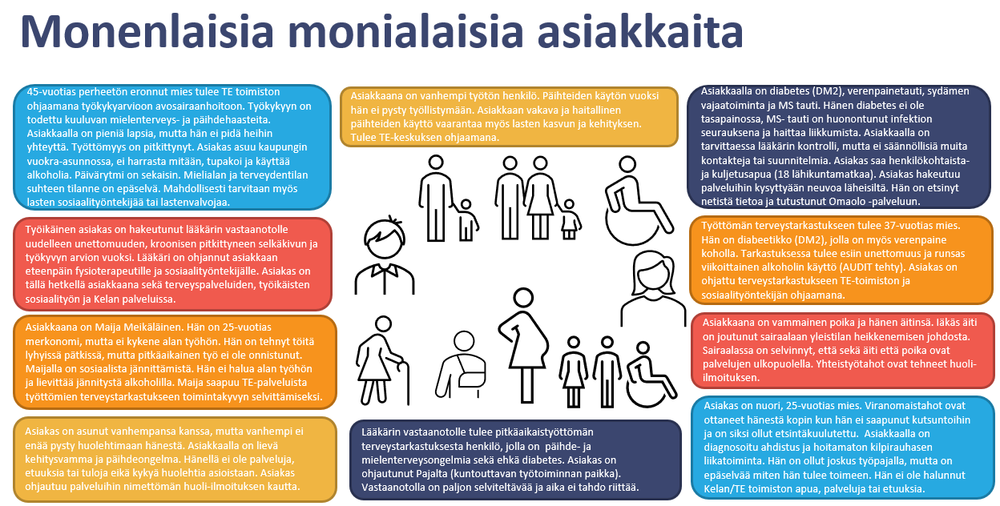 Monenlaisia monialaisia asiakkaita
45-vuotias perheetön eronnut mies tulee TE toimiston
ohjaamana työkykyarvioon avosairaanhoitoon. Työkykyyn on
todettu kuuluvan mielenterveys- ja päihdehaasteita.
Asiakkaalla on pieniä lapsia, mutta hän ei pidä heihin
yhteyttä. Työttömyys on pitkittynyt. Asiakas asuu kaupungin
vuokra-asunnossa, ei harrasta mitään, tupakoi ja käyttää
alkoholia. Päivärytmi on sekaisin. Mielialan ja terveydentilan
suhteen tilanne on epäselvä. Mahdollisesti tarvitaan myös
lasten sosiaalityöntekijää tai lastenvalvojaa.
Työikäinen asiakas on hakeutunut lääkärin vastaanotolle
uudelleen unettomuuden, kroonisen pitkittyneen selkäkivun ja
työkyvyn arvion vuoksi. Lääkäri on ohjannut asiakkaan
eteenpäin fysioterapeutille ja sosiaalityöntekijälle. Asiakas on
tällä hetkellä asiakkaana sekä terveyspalveluiden, työikäisten
sosiaalityön ja Kelan palveluissa.
Asiakkaana on Maija Meikäläinen. Hän on 25-vuotias
merkonomi, mutta ei kykene alan työhön. Hän on tehnyt töitä
lyhyissä pätkissä, mutta pitkäaikainen työ ei ole onnistunut.
Maijalla on sosiaalista jännittämistä. Hän ei halua alan työhön
ja lievittää jännitystä alkoholilla. Maija saapuu TE-palveluista
työttömien terveystarkastukseen toimintakyvyn selvittämiseksi.
Asiakas on asunut vanhempansa kanssa, mutta vanhempi ei
enää pysty huolehtimaan hänestä. Asiakkaalla on lievä
kehitysvamma ja päihdeongelma. Hänellä ei ole palveluja,
etuuksia tai tuloja eikä kykyä huolehtia asioistaan. Asiakas
ohjautuu palveluihin nimettömän huoli-ilmoituksen kautta.
Asiakkaana on vanhempi työtön henkilö. Päihteiden käytön vuoksi
hän ei pysty työllistymään. Asiakkaan vakava ja haitallinen
päihteiden käyttö vaarantaa myös lasten kasvun ja kehityksen.
Tulee TE-keskuksen ohjaamana.
Lääkärin vastaanotolle tulee pitkäaikaistyöttömän
terveystarkastuksesta henkilö, jolla on  päihde- ja
mielenterveysongelmia sekä ehkä diabetes. Asiakas on
ohjautunut Pajalta (kuntouttavan työtoiminnan paikka).
Vastaanotolla on paljon selviteltävää ja aika ei tahdo riittää.
Asiakkaalla on diabetes (DM2), verenpainetauti, sydämen
vajaatoiminta ja MS tauti. Hänen diabetes ei ole
tasapainossa, MS- tauti on huonontunut infektion
seurauksena ja haittaa liikkumista. Asiakkaalla on
tarvittaessa lääkärin kontrolli, mutta ei säännöllisiä muita
kontakteja tai suunnitelmia. Asiakas saa henkilökohtaista-
ja kuljetusapua (18 lähikuntamatkaa). Asiakas hakeutuu
palveluihin kysyttyään neuvoa läheisiltä. Hän on etsinyt
netistä tietoa ja tutustunut Omaolo -palveluun.
Työttömän terveystarkastukseen tulee 37-vuotias mies.
Hän on diabeetikko (DM2), jolla on myös verenpaine
koholla. Tarkastuksessa tulee esiin unettomuus ja runsas
viikoittainen alkoholin käyttö (AUDIT tehty). Asiakas on
ohjattu terveystarkastukseen TE-toimiston ja
sosiaalityöntekijän ohjaamana.
Asiakkaana on vammainen poika ja hänen äitinsä. Iäkäs äiti
on joutunut sairaalaan yleistilan heikkenemisen johdosta.
Sairaalassa on selvinnyt, että sekä äiti että poika ovat
palvelujen ulkopuolella. Yhteistyötahot ovat tehneet huoli-
ilmoituksen.
Asiakas on nuori, 25-vuotias mies. Viranomaistahot ovat
ottaneet hänestä kopin kun hän ei saapunut kutsuntoihin
ja on siksi ollut etsintäkuulutettu.  Asiakkaalla on
diagnosoitu ahdistus ja hoitamaton kilpirauhasen
liikatoiminta. Hän on ollut joskus työpajalla, mutta on
epäselvää miten hän tulee toimeen. Hän ei ole halunnut
Kelan/TE toimiston apua, palveluja tai etuuksia.